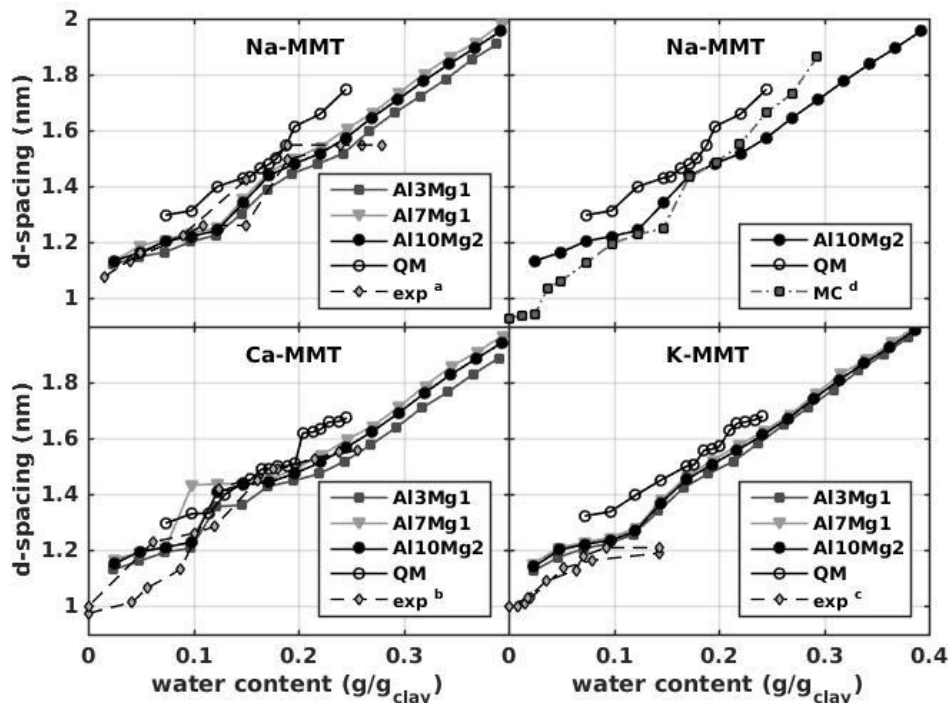 Na-MMT
Na-MMT
d-spacing (nm)
2
1.8
1.6
1.4
1.2
1
Al3Mg1
Al7Mg1
Al10Mg2
QM
exp a
Al10Mg2
QM
MC d
Ca-MMT
K-MMT
d-spacing (nm)
1.8
1.6
1.4
1.2
1
Al3Mg1
Al7Mg1
Al10Mg2
QM
exp b
Al3Mg1
Al7Mg1
Al10Mg2
QM
exp c
0 0.1 0.2 0.3 0 0.1 0.2 0.3 0.4
water content (g/gclay) water content (g/gclay)